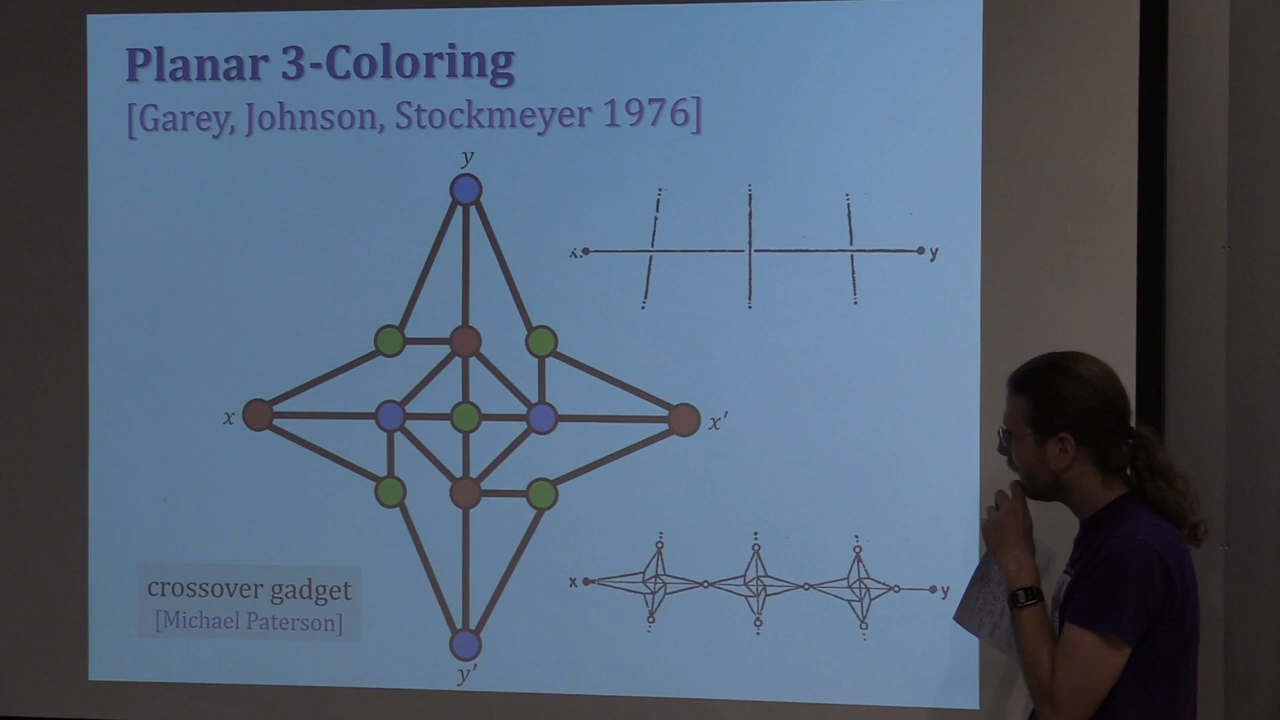 Planar 3-Coloring
[Garey, Johnson, Stockmeyer 1976]
y
x
x′
y′
crossover gadget
[Michael Paterson]
x
y
x
y